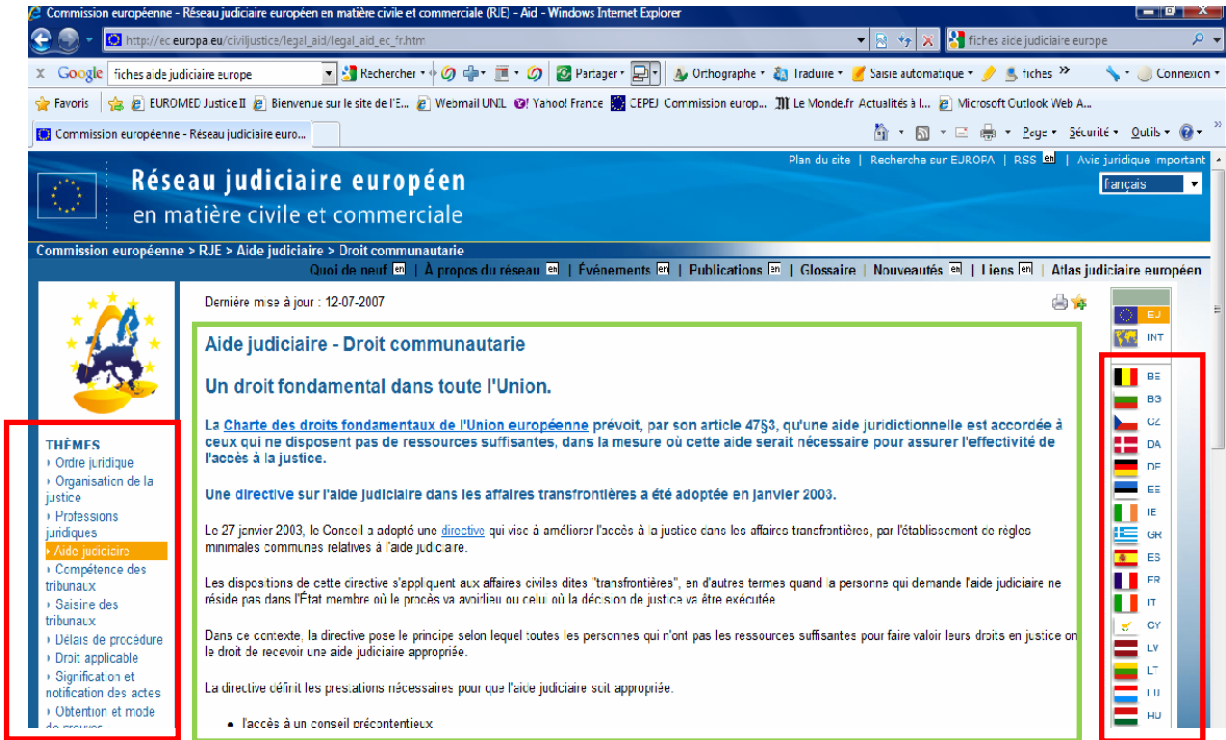 Commission européenne - Réseau judiciaire européen en matière civile et commerciale (RJE) - Aid - Windows Internet Explorer
http://ec.europa.eu/civiljustice/legal_aid/legal_aid_ec_fr.htm
fiches aide judiciaire europe
x Google fiches aide judiciaire europe Rechercher Partager Orthographe Traduire Saisie automatique fiches » Connexion
Favoris EUROMED Justice II Bienvenue sur le site de l'E... Webmail UNIL Yahoo! France CEPEJ Commission europ... Le Monde.fr Actualités à l... Microsoft Outlook Web A...
Commission européenne - Réseau judiciaire euro... Page Sécurité Outils »
Plan du site | Recherche sur EUROPA | RSS en | Avis juridique important
Réseau judiciaire européen
français
en matière civile et commerciale
Commission européenne > RJE > Aide judiciaire > Droit communautarie
Quoi de neuf en | À propos du réseau en | Événements en | Publications en | Glossaire | Nouveautés en | Liens en | Atlas judiciaire européen
Dernière mise à jour : 12-07-2007
Aide judiciaire - Droit communautarie
Un droit fondamental dans toute l'Union.
La Charte des droits fondamentaux de l'Union européenne prévoit, par son article 47§3, qu'une aide juridictionnelle est accordée à
ceux qui ne disposent pas de ressources suffisantes, dans la mesure où cette aide serait nécessaire pour assurer l'effectivité de
l'accès à la justice.
Une directive sur l'aide judiciaire dans les affaires transfrontières a été adoptée en janvier 2003.
Le 27 janvier 2003, le Conseil a adopté une directive qui vise à améliorer l'accès à la justice dans les affaires transfrontières, par l'établissement de règles
minimales communes relatives à l'aide judiciaire.
Les dispositions de cette directive s'appliquent aux affaires civiles dites "transfrontières", en d'autres termes quand la personne qui demande l'aide judiciaire ne
réside pas dans l'État membre où le procès va avoirlieu ou celui où la décision de justice va être exécutée
Dans ce contexte, la directive pose le principe selon lequel toutes les personnes qui n'ont pas les ressources suffisantes pour faire valoir leurs droits en justice on
le droit de recevoir une aide judiciaire appropriée.
La directive définit les prestations nécessaires pour que l'aide judiciaire soit appropriée.
• l'accès à un conseil précontentieux
THÈMES
Ordre juridique
Organisation de la
justice
Professions
juridiques
Aide judiciaire
Compétence des
tribunaux
Saisine des
tribunaux
Délais de procédure
Droit applicable
Signification et
notification des actes
Obtention et mode
de preuves
EU
INT
BE
BG
CZ
DA
DE
EE
IE
GR
ES
FR
IT
CY
LV
LT
LU
HU